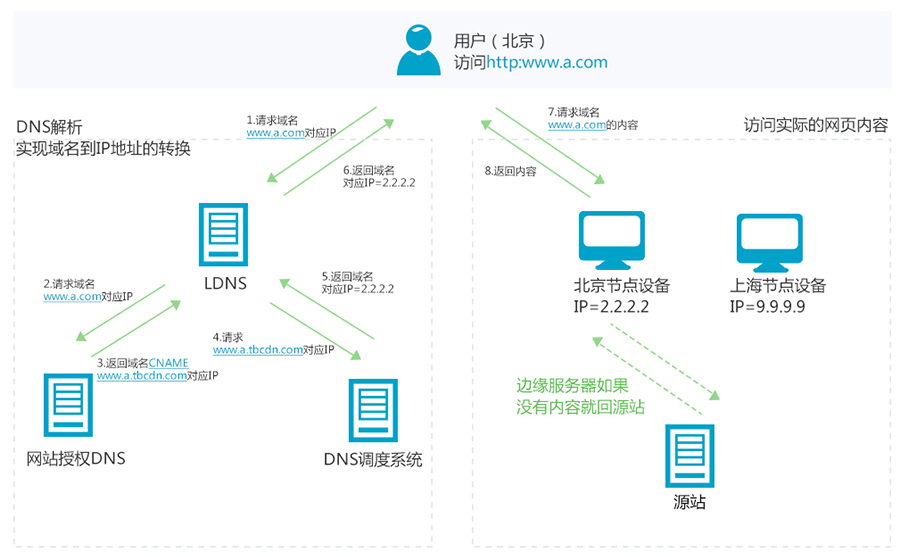 用户（北京）
访问http:www.a.com
DNS解析
实现域名到IP地址的转换
1.请求域名
www.a.com对应IP
6.返回域名
对应IP=2.2.2.2
LDNS
2.请求域名
www.a.com对应IP
5.返回域名
对应IP=2.2.2.2
4.请求
www.a.tbcdn.com对应IP
3.返回域名CNAME
www.a.tbcdn.com对应IP
网站授权DNS
DNS调度系统
7.请求域名
www.a.com的内容
访问实际的网页内容
8.返回内容
北京节点设备
IP=2.2.2.2
上海节点设备
IP=9.9.9.9
边缘服务器如果
没有内容就回源站
源站